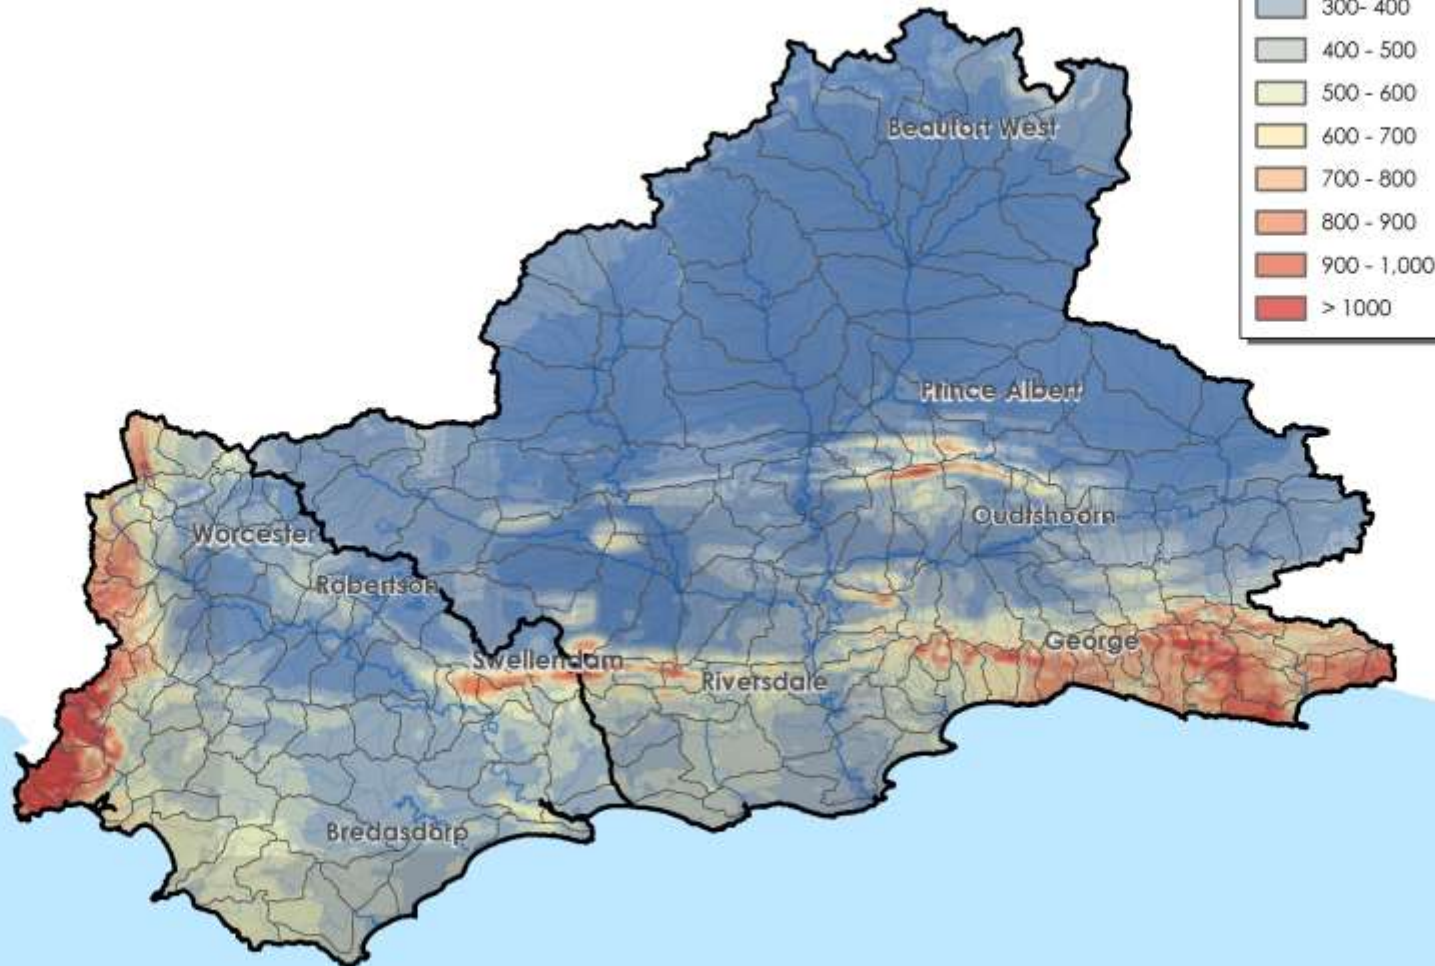 300- 400
400 - 500
500 - 600
600 - 700
700 - 800
800 - 900
900 - 1,000
> 1000
Beaufort West
Prince Albert
Oudtshoorn
Worcester
Robertson
George
Swellendam
Riversdale
Bredasdorp